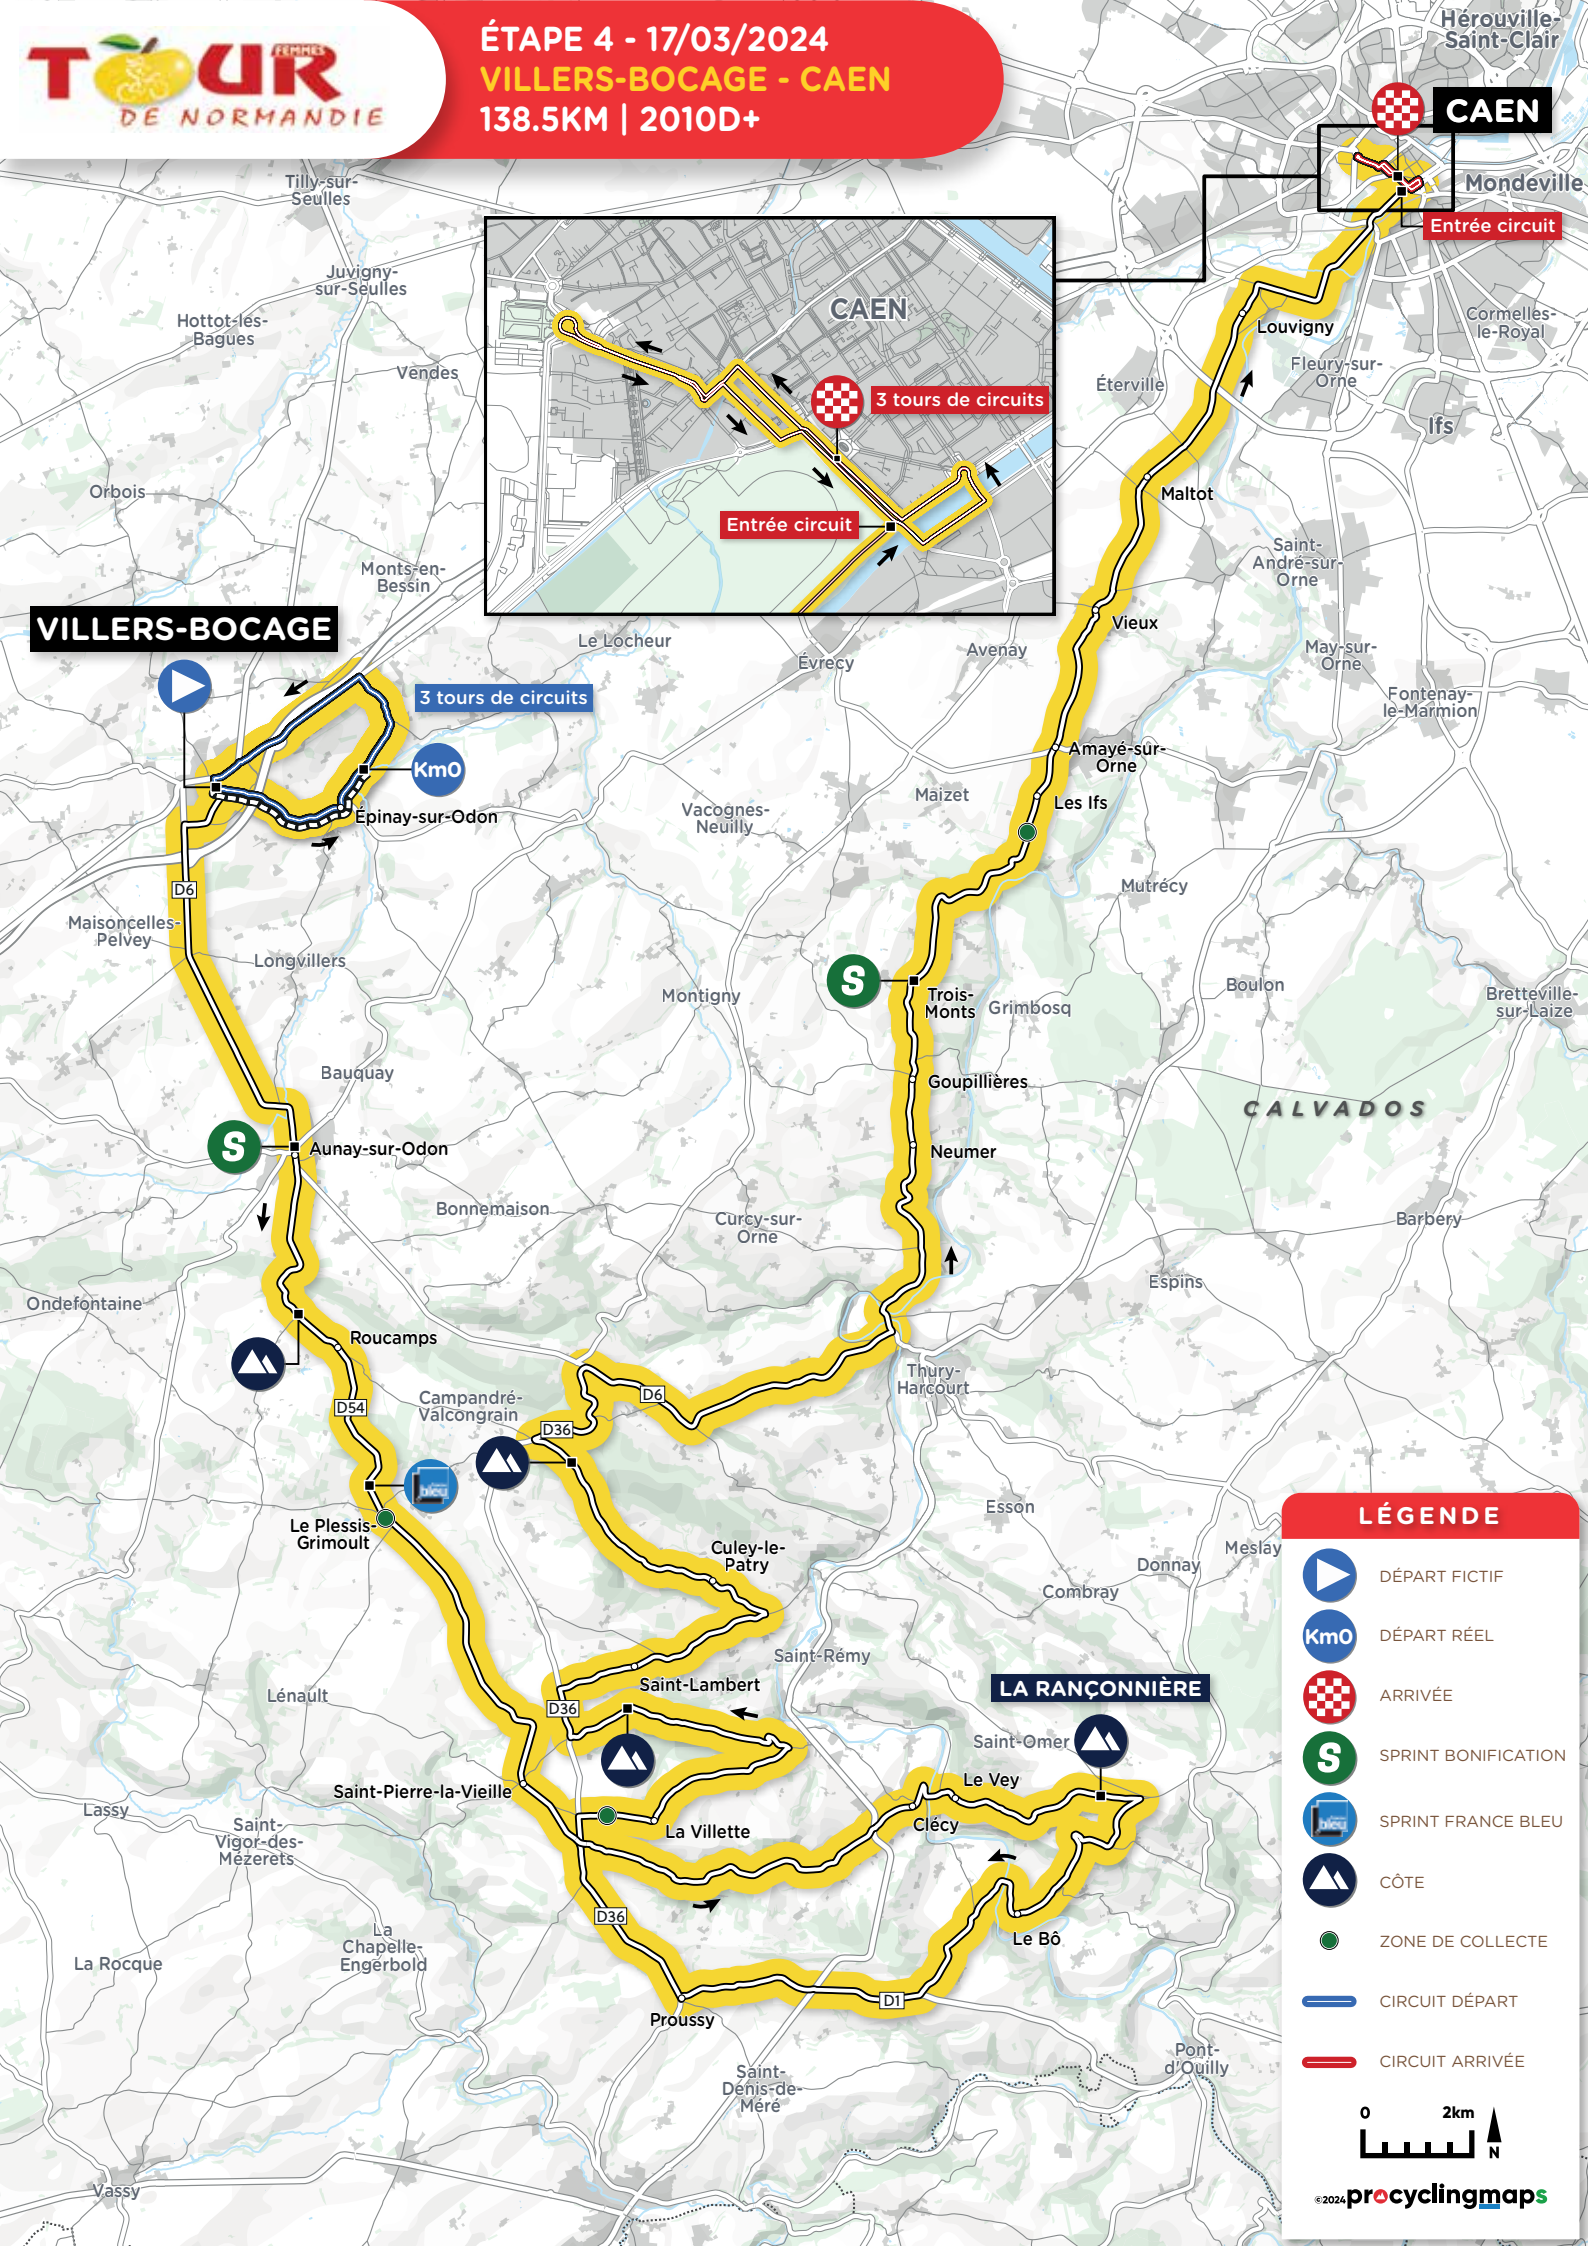 TOUR
FEMMES
DE NORMANDIE
ÉTAPE 4 - 17/03/2024
VILLERS-BOCAGE - CAEN
138.5KM | 2010D+
Hérouville-
Saint-Clair
CAEN
Mondeville
Entrée circuit
Tilly-sur-
Seulles
Juvigny-
sur-Seulles
Hottot-les-
Bagues
Vendes
CAEN
3 tours de circuits
Entrée circuit
Louvigny
Cormelles-
le-Royal
Fleury-sur-
Orne
Éterville
Ifs
Orbois
Maltot
Saint-
André-sur-
Orne
Monts-en-
Bessin
VILLERS-BOCAGE
Le Locheur
Évrecy
Avenay
Vieux
May-sur-
Orne
Fontenay-
le-Marmion
3 tours de circuits
Km0
Épinay-sur-Odon
Amayé-sur-
Orne
Maizet
Les Ifs
Vacognes-
Neuilly
D6
Mutrécy
Maisoncelles-
Pelvey
Longvillers
S
Montigny
Trois-
Monts
Grimbosq
Boulon
Bretteville-
sur-Laize
Bauquay
Goupillières
CALVADOS
S
Aunay-sur-Odon
Neumer
Bonnemaison
Curcy-sur-
Orne
Barbery
Espins
Ondefontaine
Roucamps
Thury-
Harcourt
D6
D54
Campandré-
Valcongrain
D36
bleu
Esson
Le Plessis-
Grimoult
Culey-le-
Patry
Meslay
Donnay
Combray
Saint-Rémy
Saint-Lambert
LA RANÇONNIÈRE
Lénault
D36
Saint-Omer
Saint-Pierre-la-Vieille
Le Vey
Lassy
Saint-
Vigor-des-
Mézerets
La Villette
Clécy
D36
La
Chapelle-
Engerbold
Le Bô
La Rocque
D1
Proussy
Saint-
Denis-de-
Méré
Pont-
d'Ouilly
Vassy
LÉGENDE
DÉPART FICTIF
Km0
DÉPART RÉEL
ARRIVÉE
S
SPRINT BONIFICATION
bleu
SPRINT FRANCE BLEU
CÔTE
ZONE DE COLLECTE
CIRCUIT DÉPART
CIRCUIT ARRIVÉE
0 2km
N
©2024 procyclingmaps